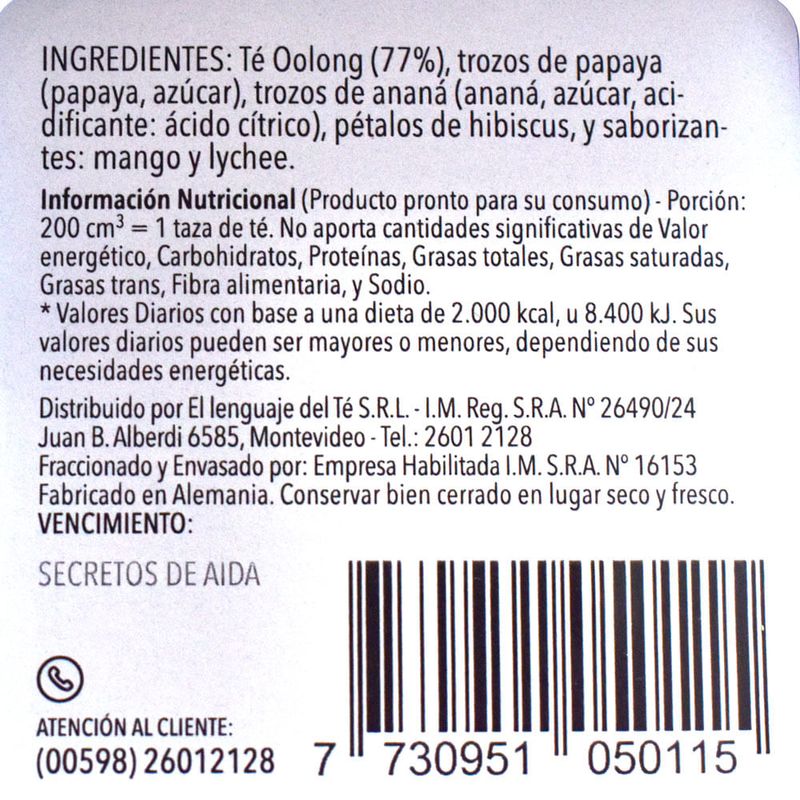 INGREDIENTES: Té Oolong (77%), trozos de papaya
(papaya, azúcar), trozos de ananá (ananá, azúcar, aci-
dificante: ácido cítrico), pétalos de hibiscus, y saborizan-
tes: mango y lychee.
Información Nutricional (Producto pronto para su consumo) - Porción:
200 cm³ = 1 taza de té. No aporta cantidades significativas de Valor
energético, Carbohidratos, Proteínas, Grasas totales, Grasas saturadas,
Grasas trans, Fibra alimentaria, y Sodio.
* Valores Diarios con base a una dieta de 2.000 kcal, u 8.400 kJ. Sus
valores diarios pueden ser mayores o menores, dependiendo de sus
necesidades energéticas.
Distribuido por El lenguaje del Té S.R.L. - I.M. Reg. S.R.A. Nº 26490/24
Juan B. Alberdi 6585, Montevideo - Tel.: 2601 2128
Fraccionado y Envasado por: Empresa Habilitada I.M. S.R.A. Nº 16153
Fabricado en Alemania. Conservar bien cerrado en lugar seco y fresco.
VENCIMIENTO:
SECRETOS DE AIDA
ATENCIÓN AL CLIENTE:
(00598) 26012128
7 730951 050115